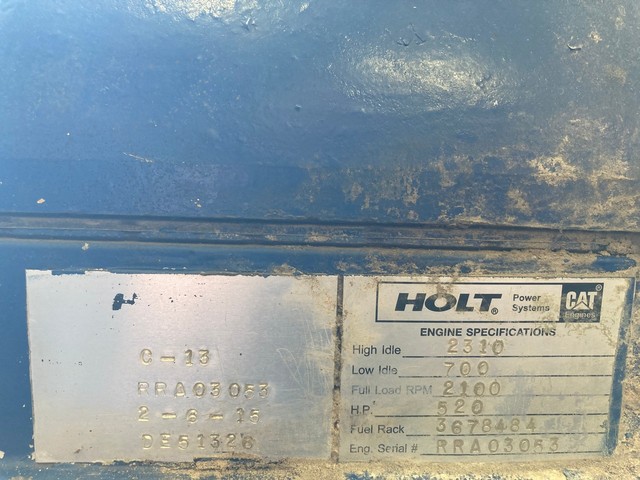 C-13
RRA03053
2-6-15
DE51326
HOLT® Power Systems CAT Engines
ENGINE SPECIFICATIONS
High Idle 2310
Low Idle 700
Full Load RPM 2100
H.P. 520
Fuel Rack 3678484
Eng. Serial # RRA03053